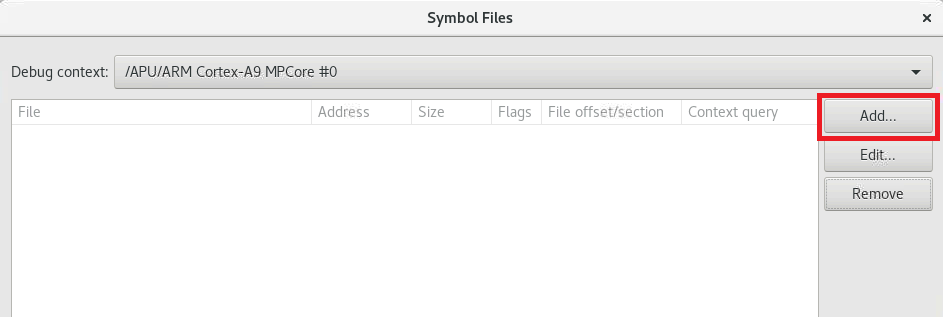 Symbol Files
Debug context: /APU/ARM Cortex-A9 MPCore #0
File Address Size Flags File offset/section Context query
Add...
Edit...
Remove